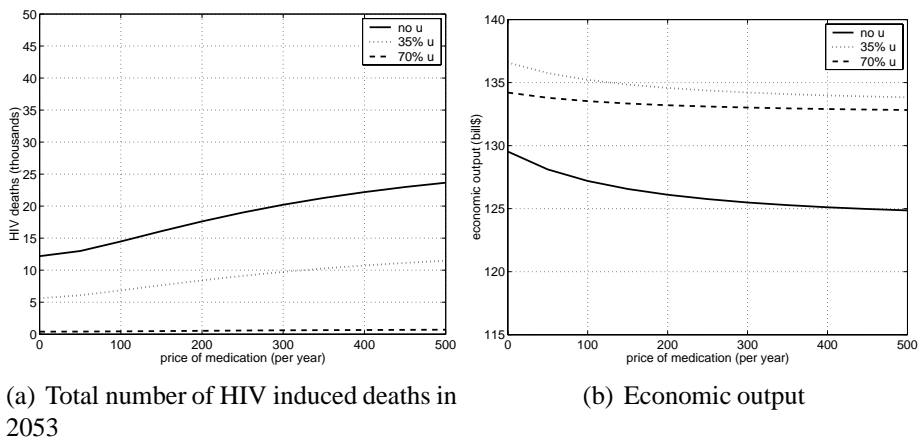 50
45
40
35
30
25
20
15
10
5
0
HIV deaths (thousands)
no u
35% u
70% u
0 100 200 300 400 500
price of medication (per year)
(a) Total number of HIV induced deaths in
2053
140
135
130
125
120
115
economic output (bill$)
no u
35% u
70% u
0 100 200 300 400 500
price of medication (per year)
(b) Economic output